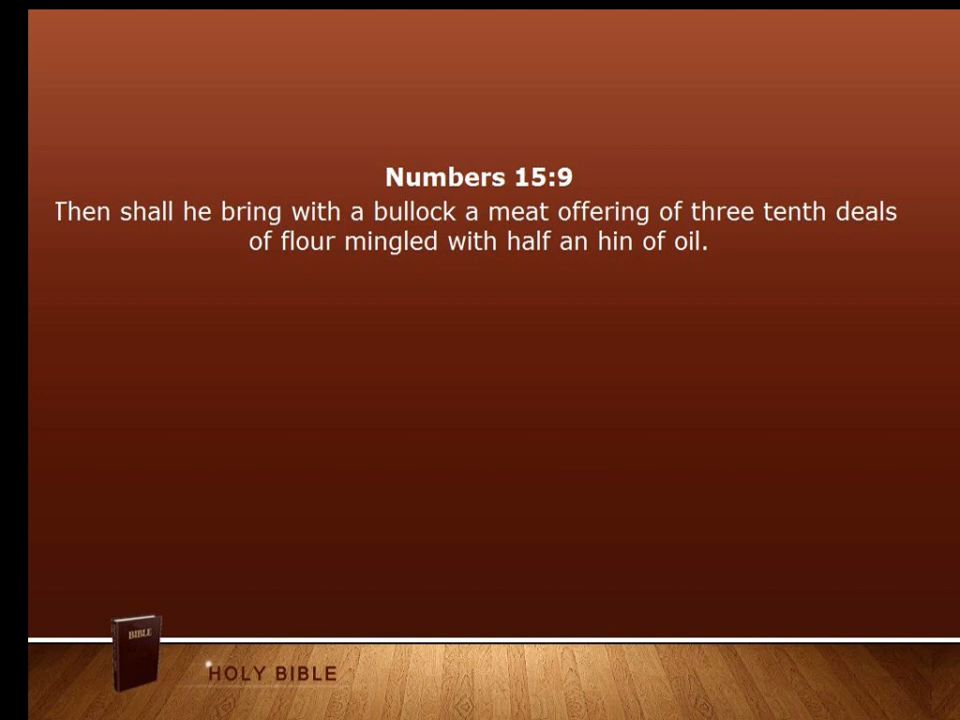 Numbers 15:9
Then shall he bring with a bullock a meat offering of three tenth deals
of flour mingled with half an hin of oil.
BIBLE
HOLY BIBLE